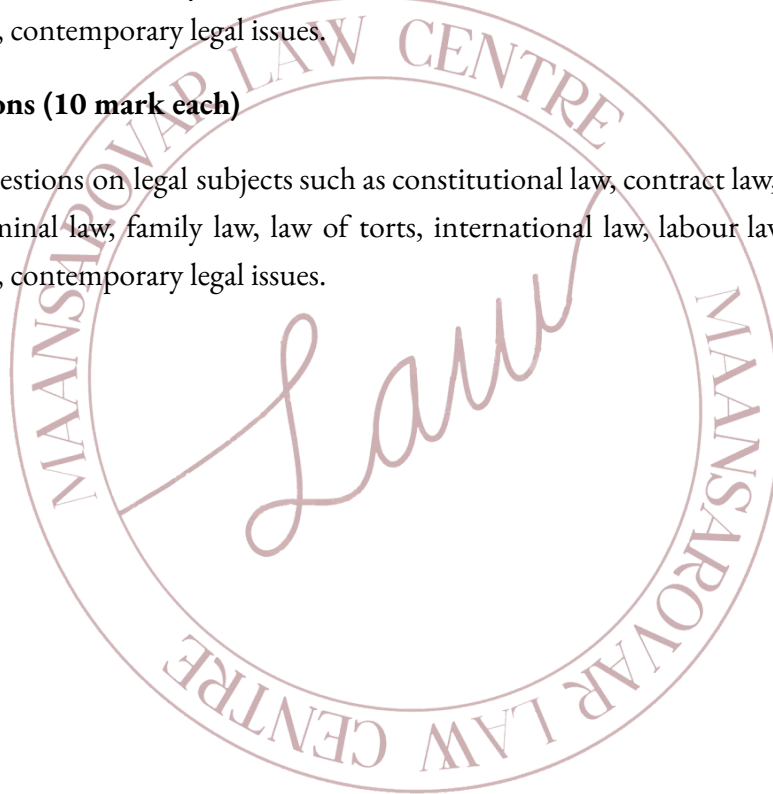 , contemporary legal issues.
ons (10 mark each)
estions on legal subjects such as constitutional law, contract law,
minal law, family law, law of torts, international law, labour law
, contemporary legal issues.
MAANSAROVAR LAW CENTRE
Law
MAANSAROVAR LAW CENTRE